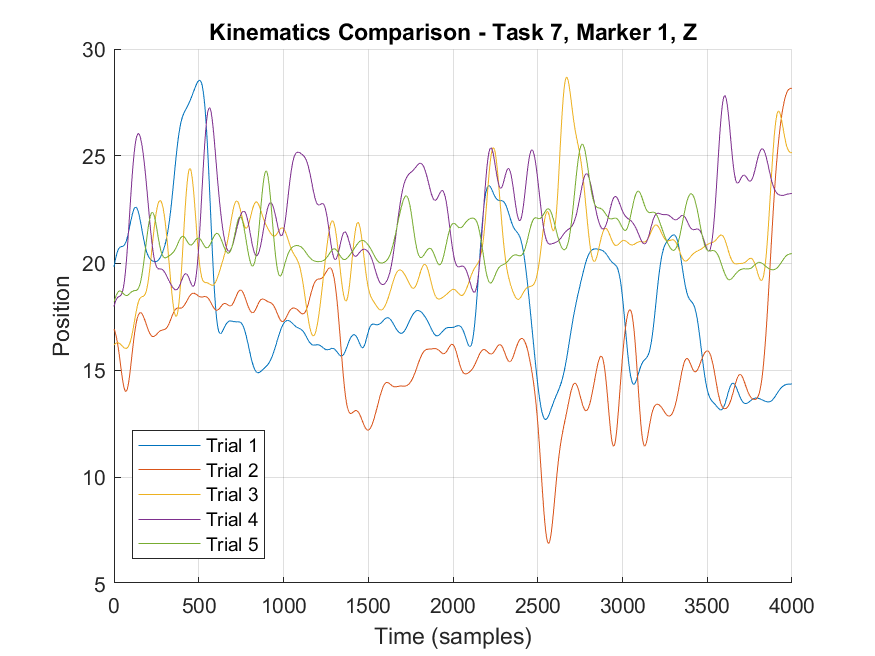 Kinematics Comparison - Task 7, Marker 1, Z
30
25
20
15
10
5
Position
Trial 1
Trial 2
Trial 3
Trial 4
Trial 5
0 500 1000 1500 2000 2500 3000 3500 4000
Time (samples)